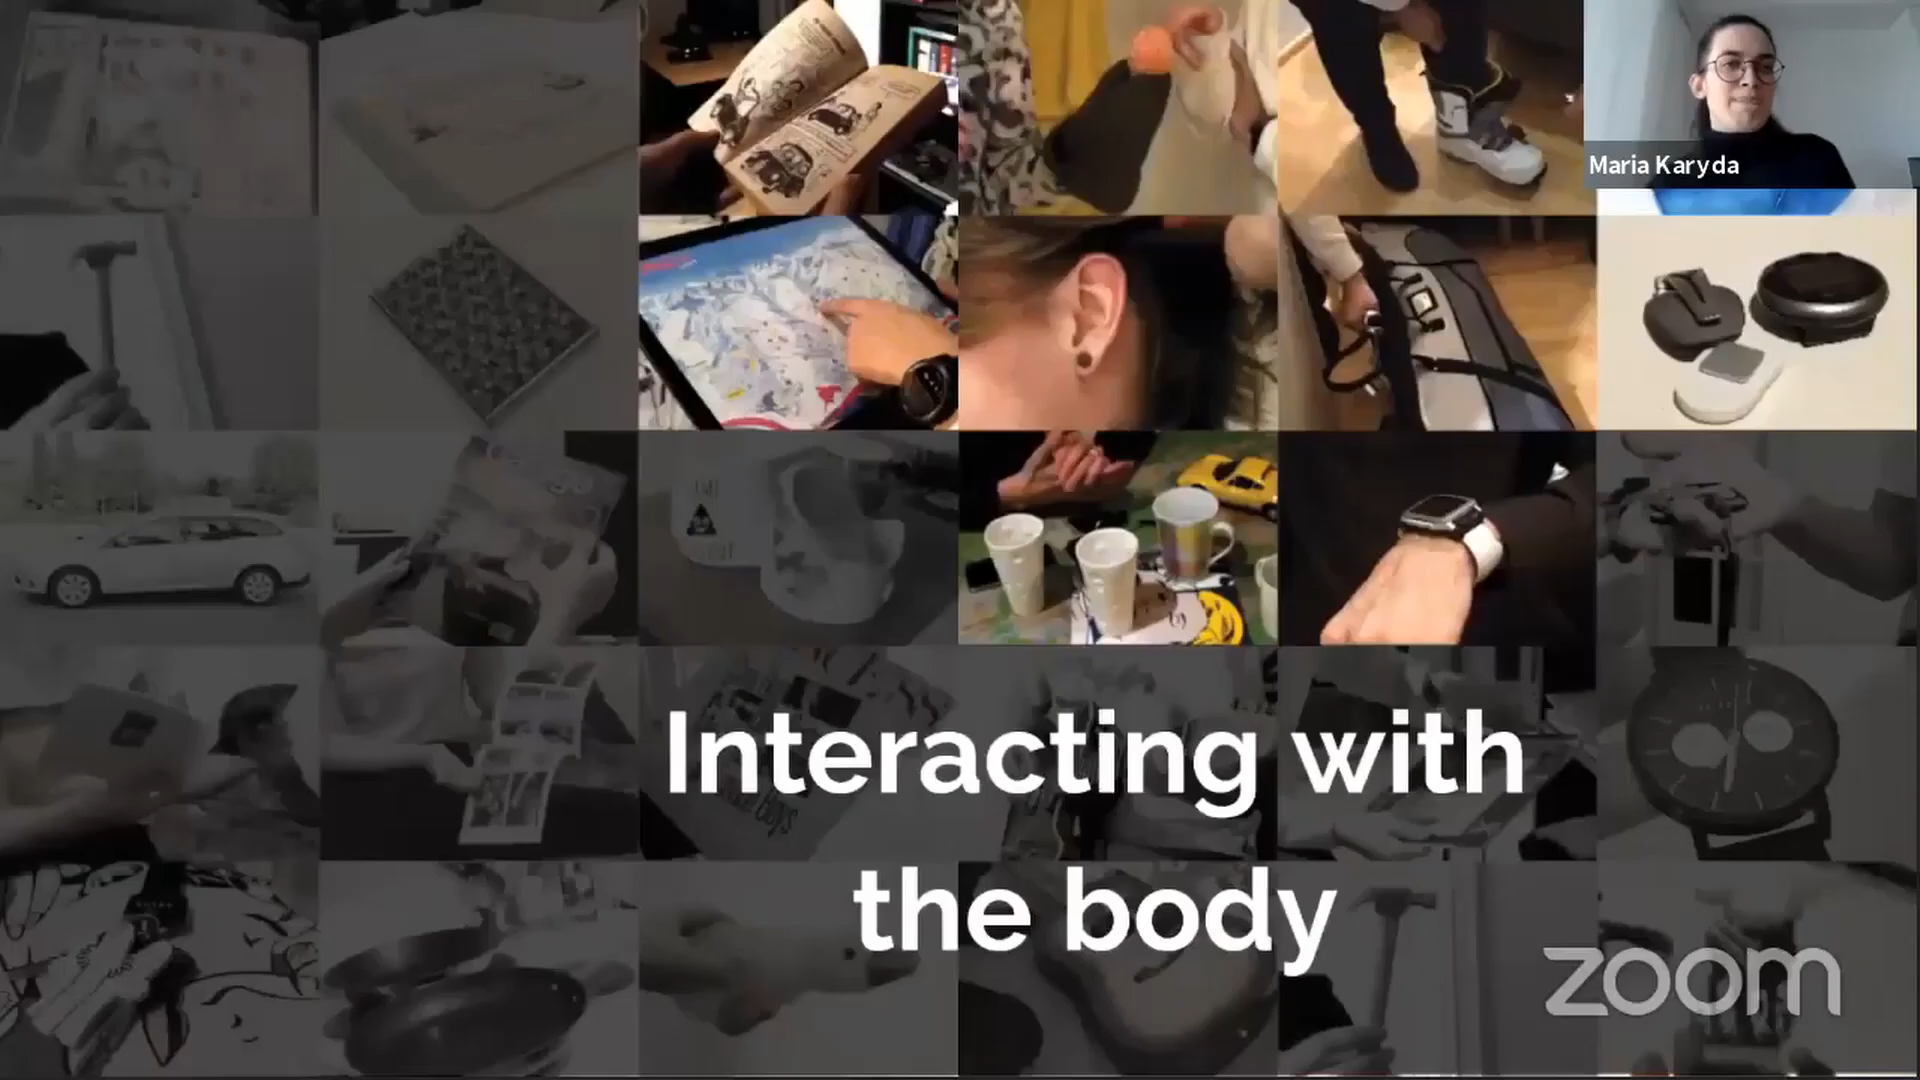 Maria Karyda
Interacting with
the body
zoom